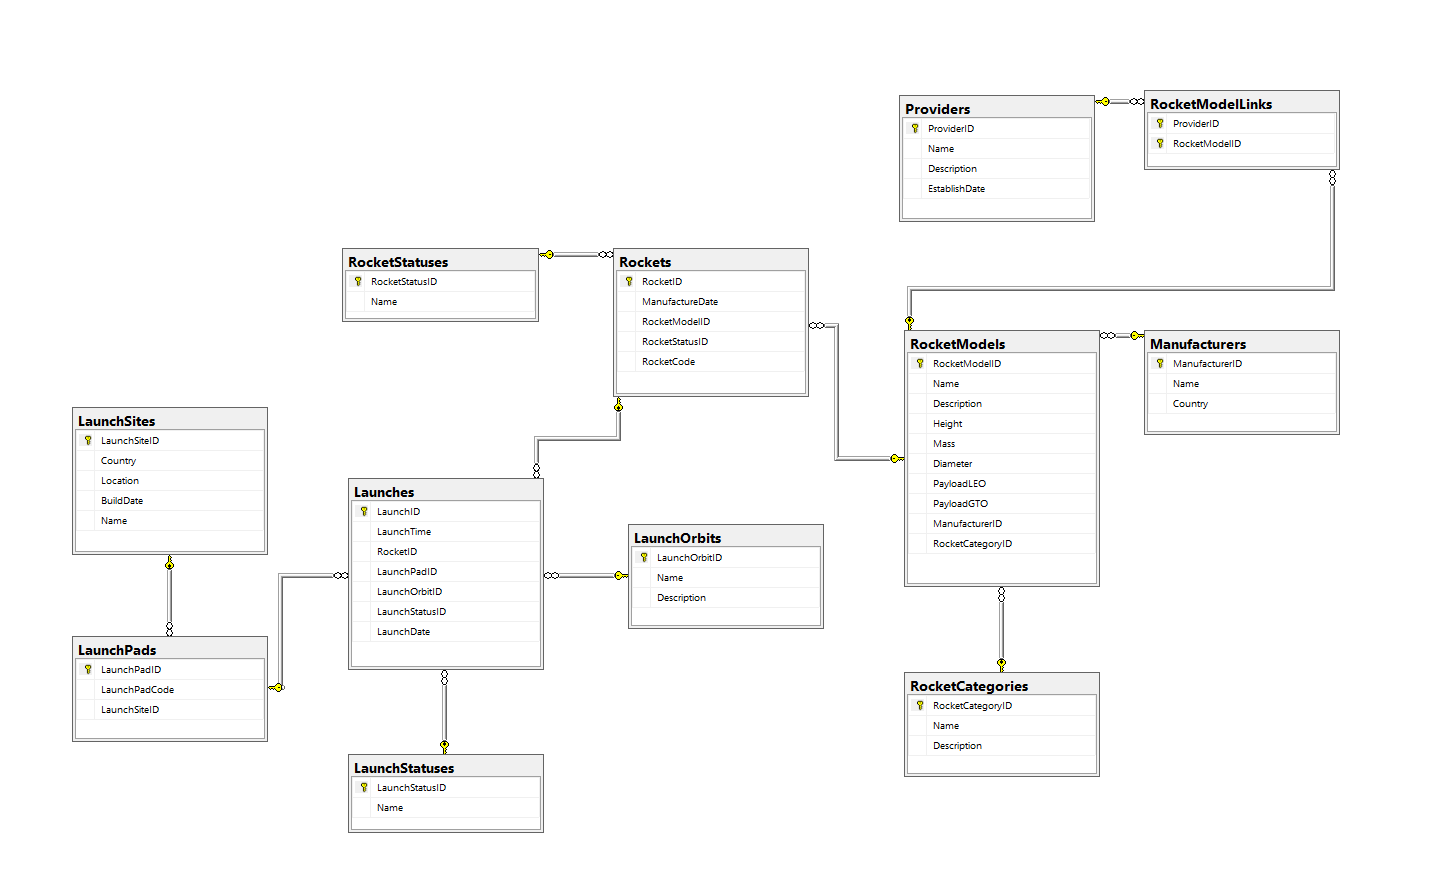 Providers
ProviderID
Name
Description
EstablishDate
RocketModelLinks
ProviderID
RocketModelID
RocketStatuses
RocketStatusID
Name
Rockets
RocketID
ManufactureDate
RocketModelID
RocketStatusID
RocketCode
RocketModels
RocketModelID
Name
Description
Height
Mass
Diameter
PayloadLEO
PayloadGTO
ManufacturerID
RocketCategoryID
Manufacturers
ManufacturerID
Name
Country
LaunchSites
LaunchSiteID
Country
Location
BuildDate
Name
Launches
LaunchID
LaunchTime
RocketID
LaunchPadID
LaunchOrbitID
LaunchStatusID
LaunchDate
LaunchOrbits
LaunchOrbitID
Name
Description
LaunchPads
LaunchPadID
LaunchPadCode
LaunchSiteID
RocketCategories
RocketCategoryID
Name
Description
LaunchStatuses
LaunchStatusID
Name